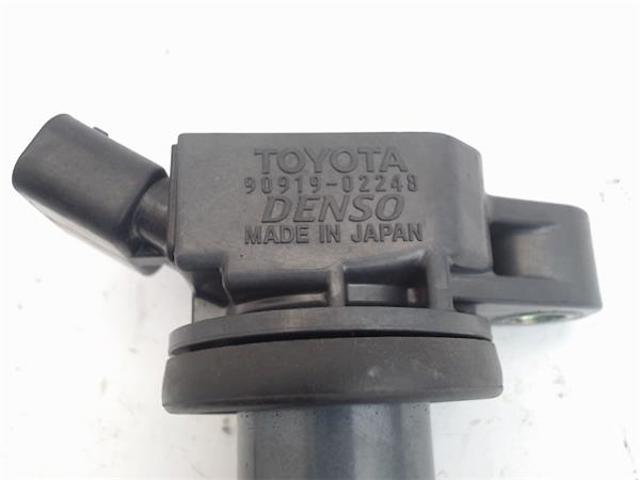 TOYOTA
90919-02248
DENSO
MADE IN JAPAN